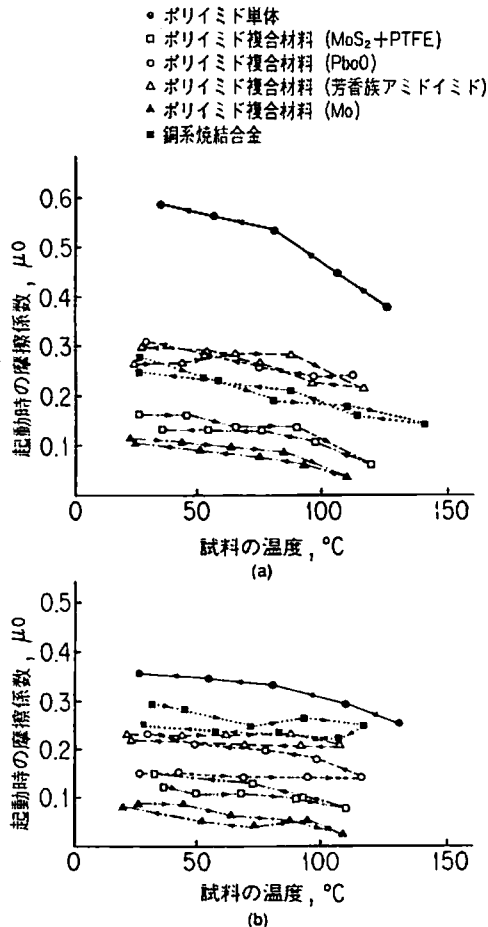 ● ポリイミド単体
□ ポリイミド複合材料 (MoS₂+PTFE)
○ ポリイミド複合材料 (PboO)
△ ポリイミド複合材料 (芳香族アミドイミド)
▲ ポリイミド複合材料 (Mo)
■ 銅系焼結合金
起動時の摩擦係数, μo
0.6
0.5
0.4
0.3
0.2
0.1
0 50 100 150
試料の温度, °C
(a)
起動時の摩擦係数, μo
0.5
0.4
0.3
0.2
0.1
0 50 100 150
試料の温度, °C
(b)